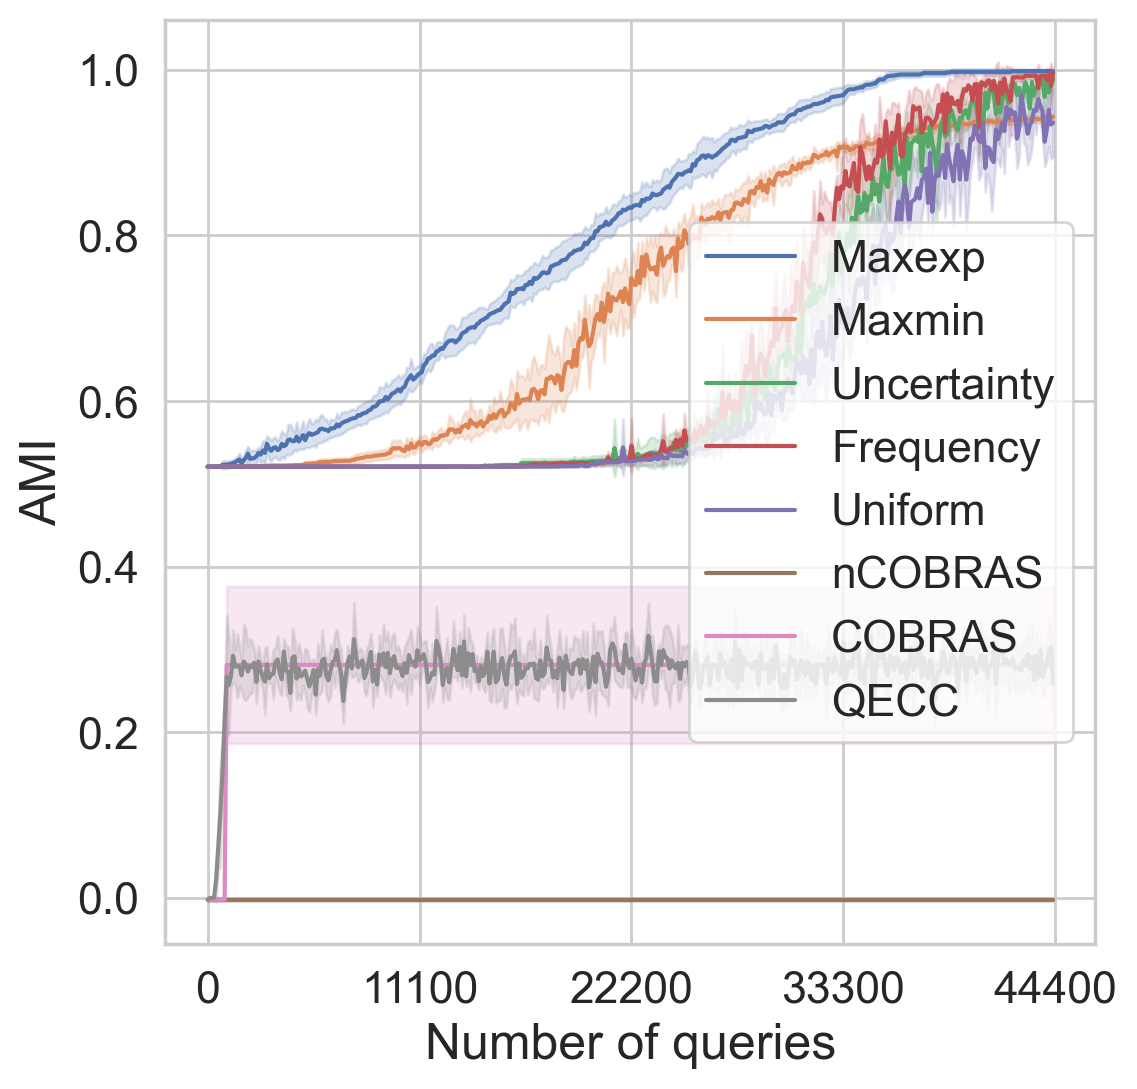 AMI
1.0
0.8
0.6
0.4
0.2
0.0
Maxexp
Maxmin
Uncertainty
Frequency
Uniform
nCOBRAS
COBRAS
QECC
0 11100 22200 33300 44400
Number of queries